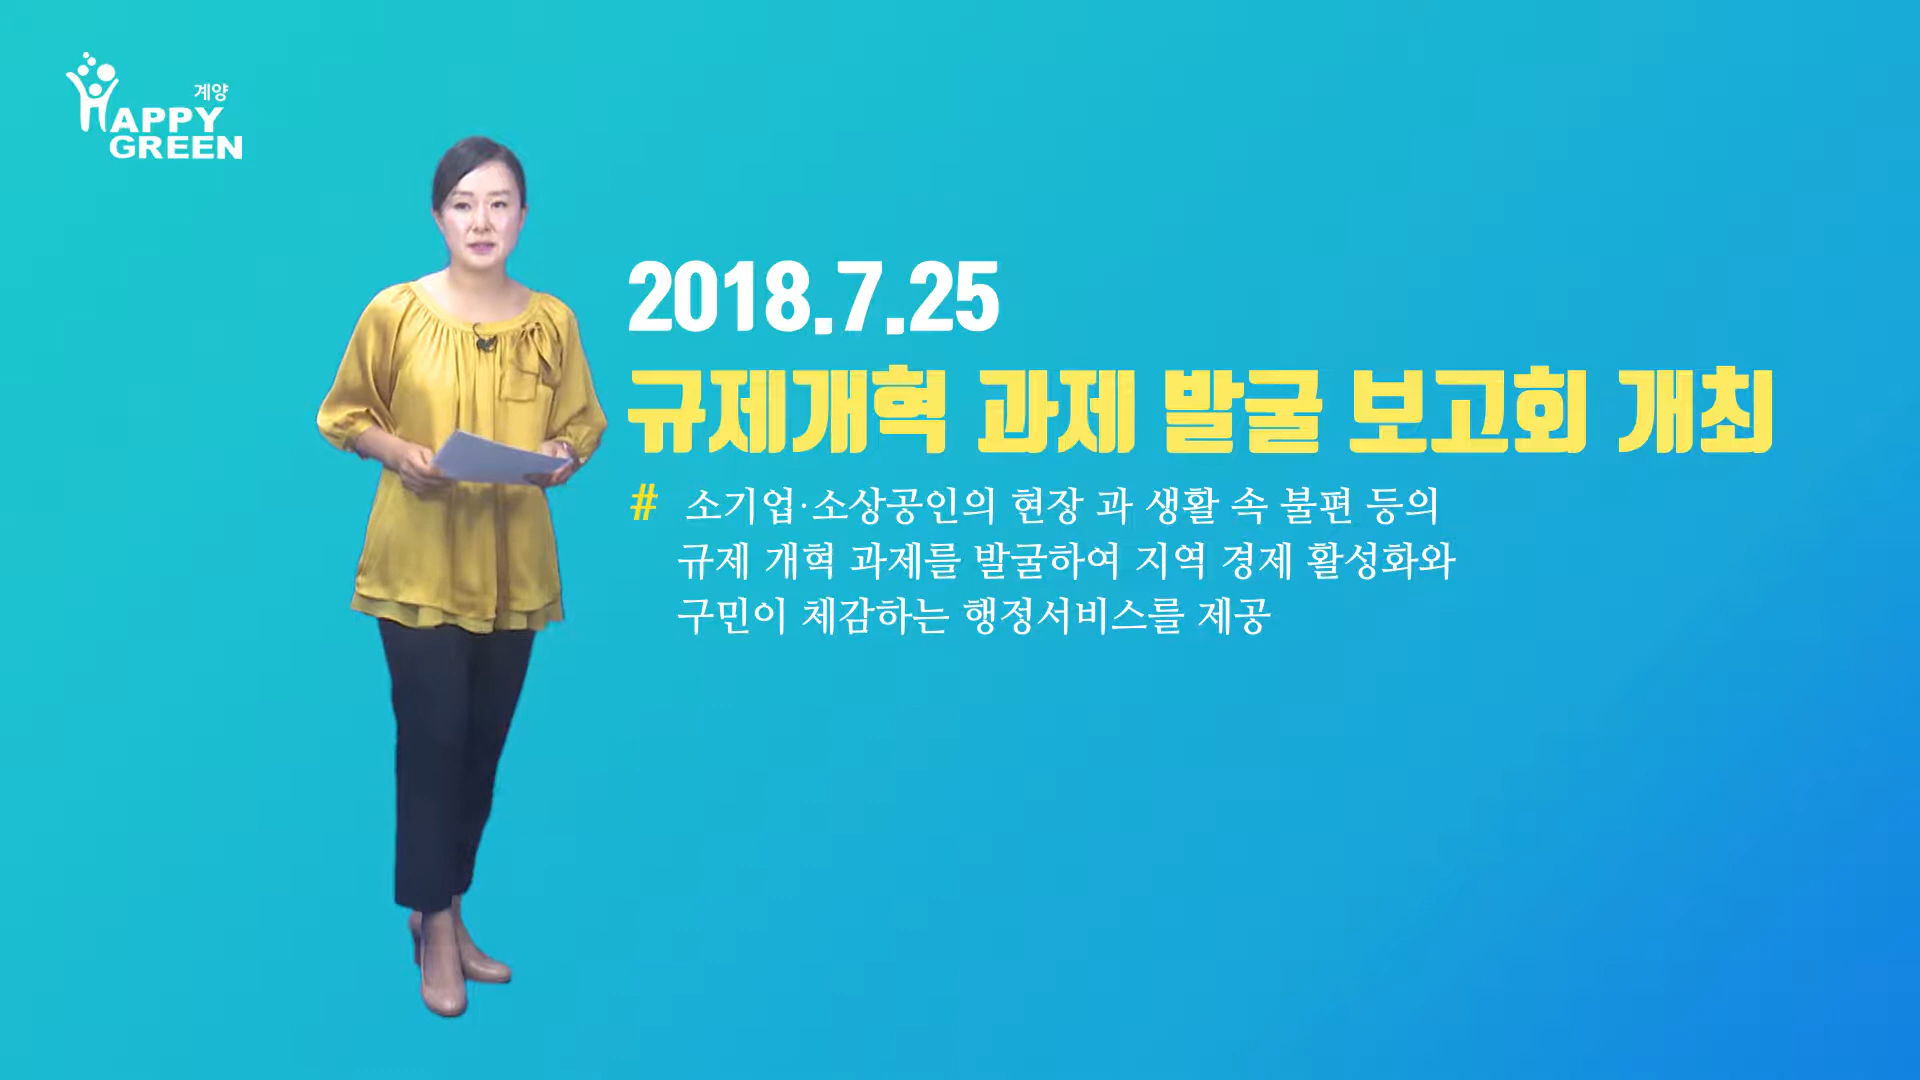 계양
HAPPY
GREEN
2018.7.25
규제개혁 과제 발굴 보고회 개최
# 소기업·소상공인의 현장 과 생활 속 불편 등의
규제 개혁 과제를 발굴하여 지역 경제 활성화와
구민이 체감하는 행정서비스를 제공